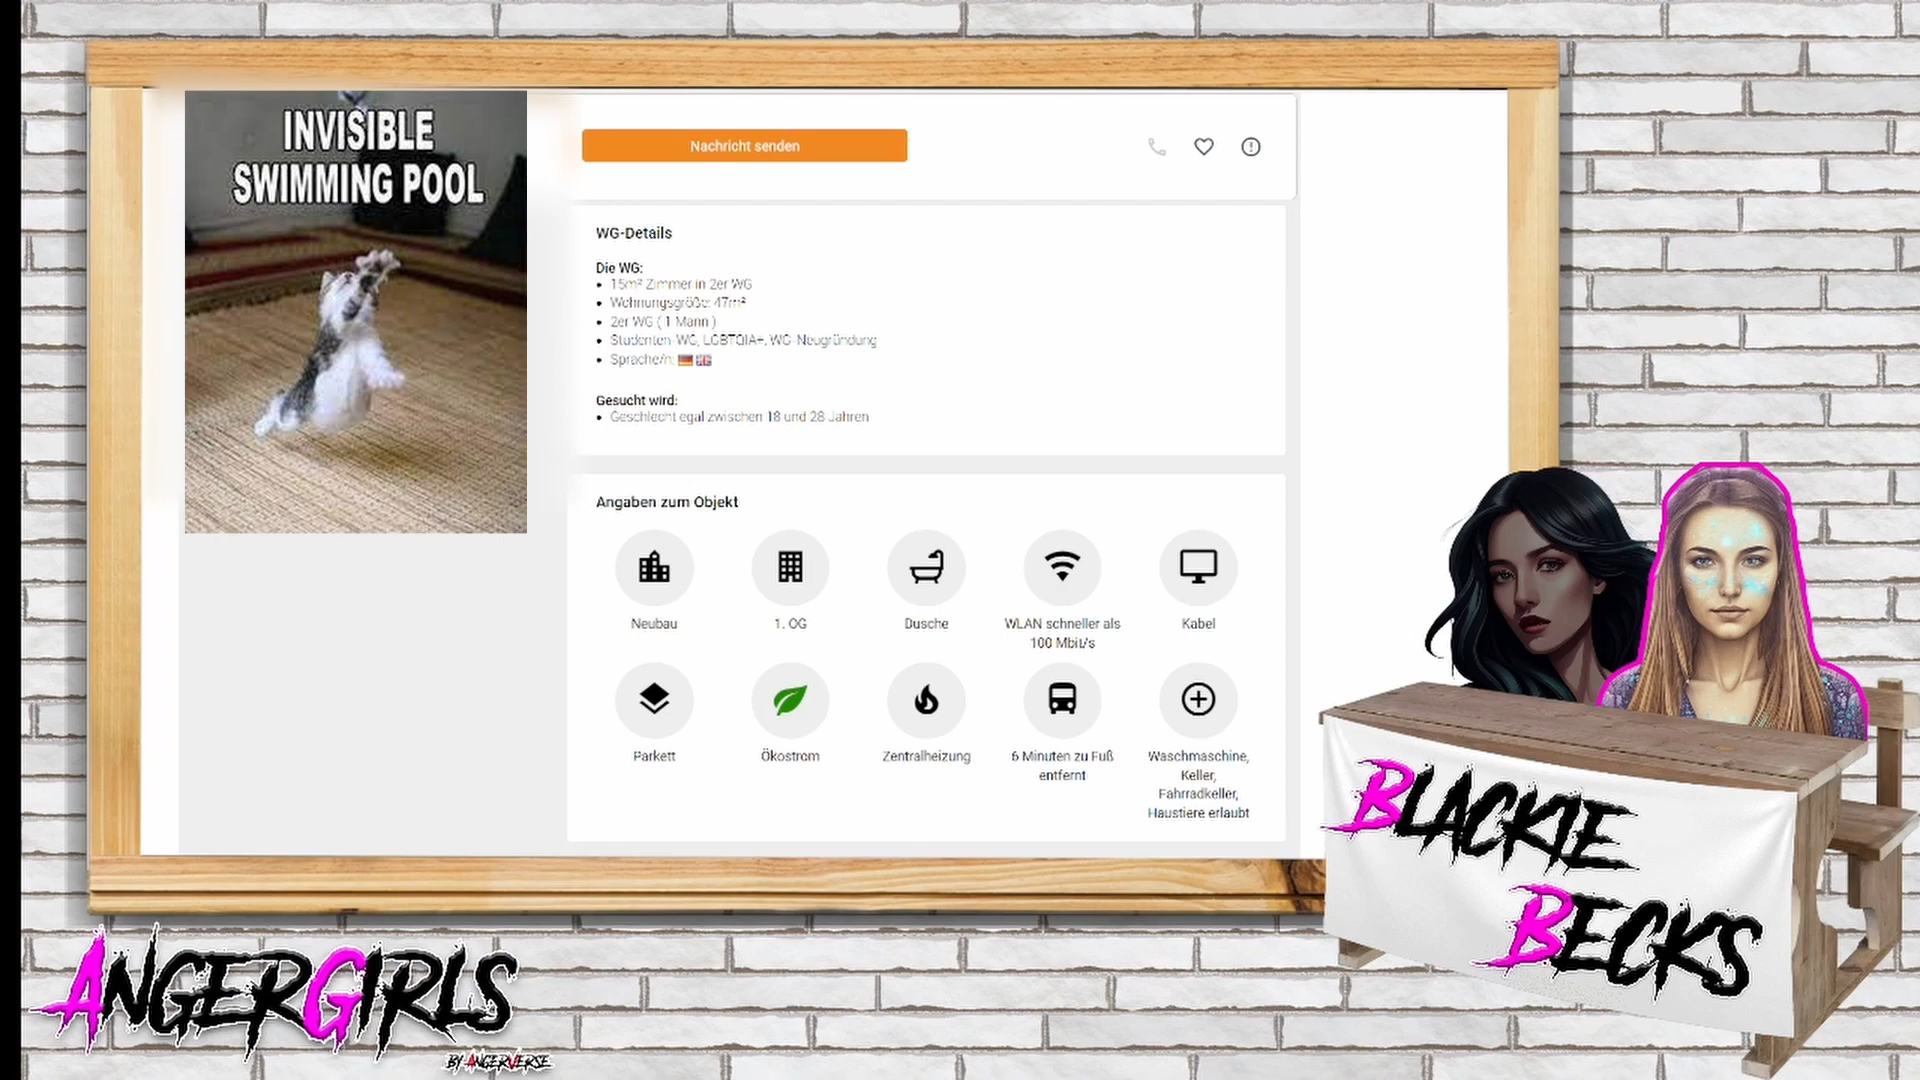 INVISIBLE
SWIMMING POOL
Nachricht senden
WG-Details
Die WG:
15m² Zimmer in 2er WG
Wohnungsgröße: 47m²
2er WG ( 1 Mann )
Studenten-WG, LGBTQIA+, WG-Neugründung
Sprache/n:
Gesucht wird:
Geschlecht egal zwischen 18 und 28 Jahren
Angaben zum Objekt
Neubau
1. OG
Dusche
WLAN schneller als
100 Mbit/s
Kabel
Parkett
Ökostrom
Zentralheizung
6 Minuten zu Fuß
entfernt
Waschmaschine,
Keller,
Fahrradkeller,
Haustiere erlaubt
BLACKIE
BECKS
ANGERGIRLS
BY ANGERVERSE